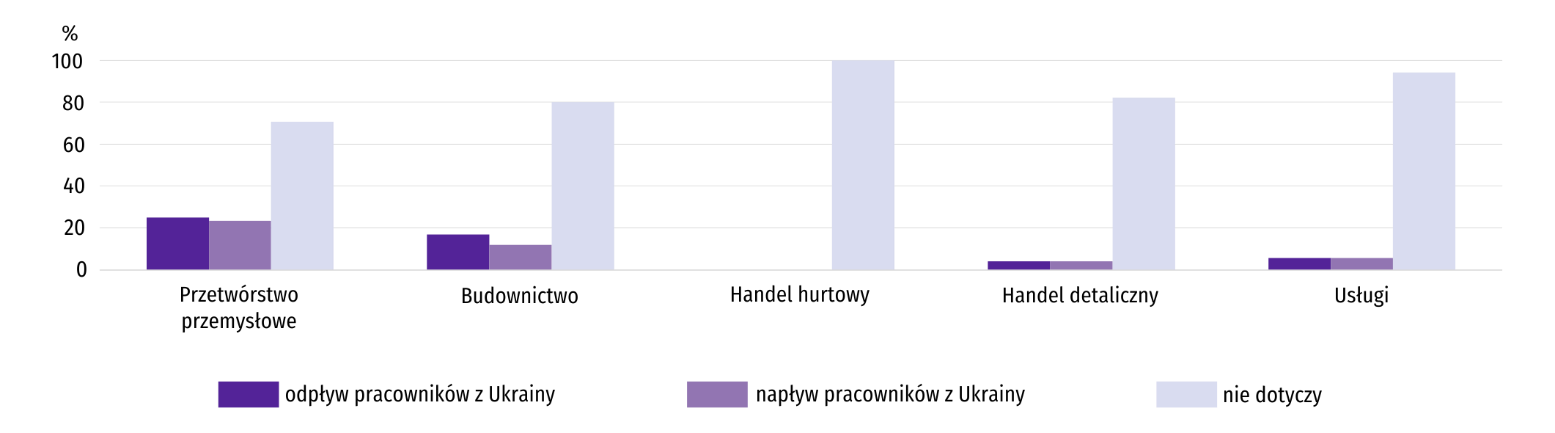 %
100
80
60
40
20
0
Przetwórstwo
przemysłowe
Budownictwo
Handel hurtowy
Handel detaliczny
Usługi
odpływ pracowników z Ukrainy
napływ pracowników z Ukrainy
nie dotyczy